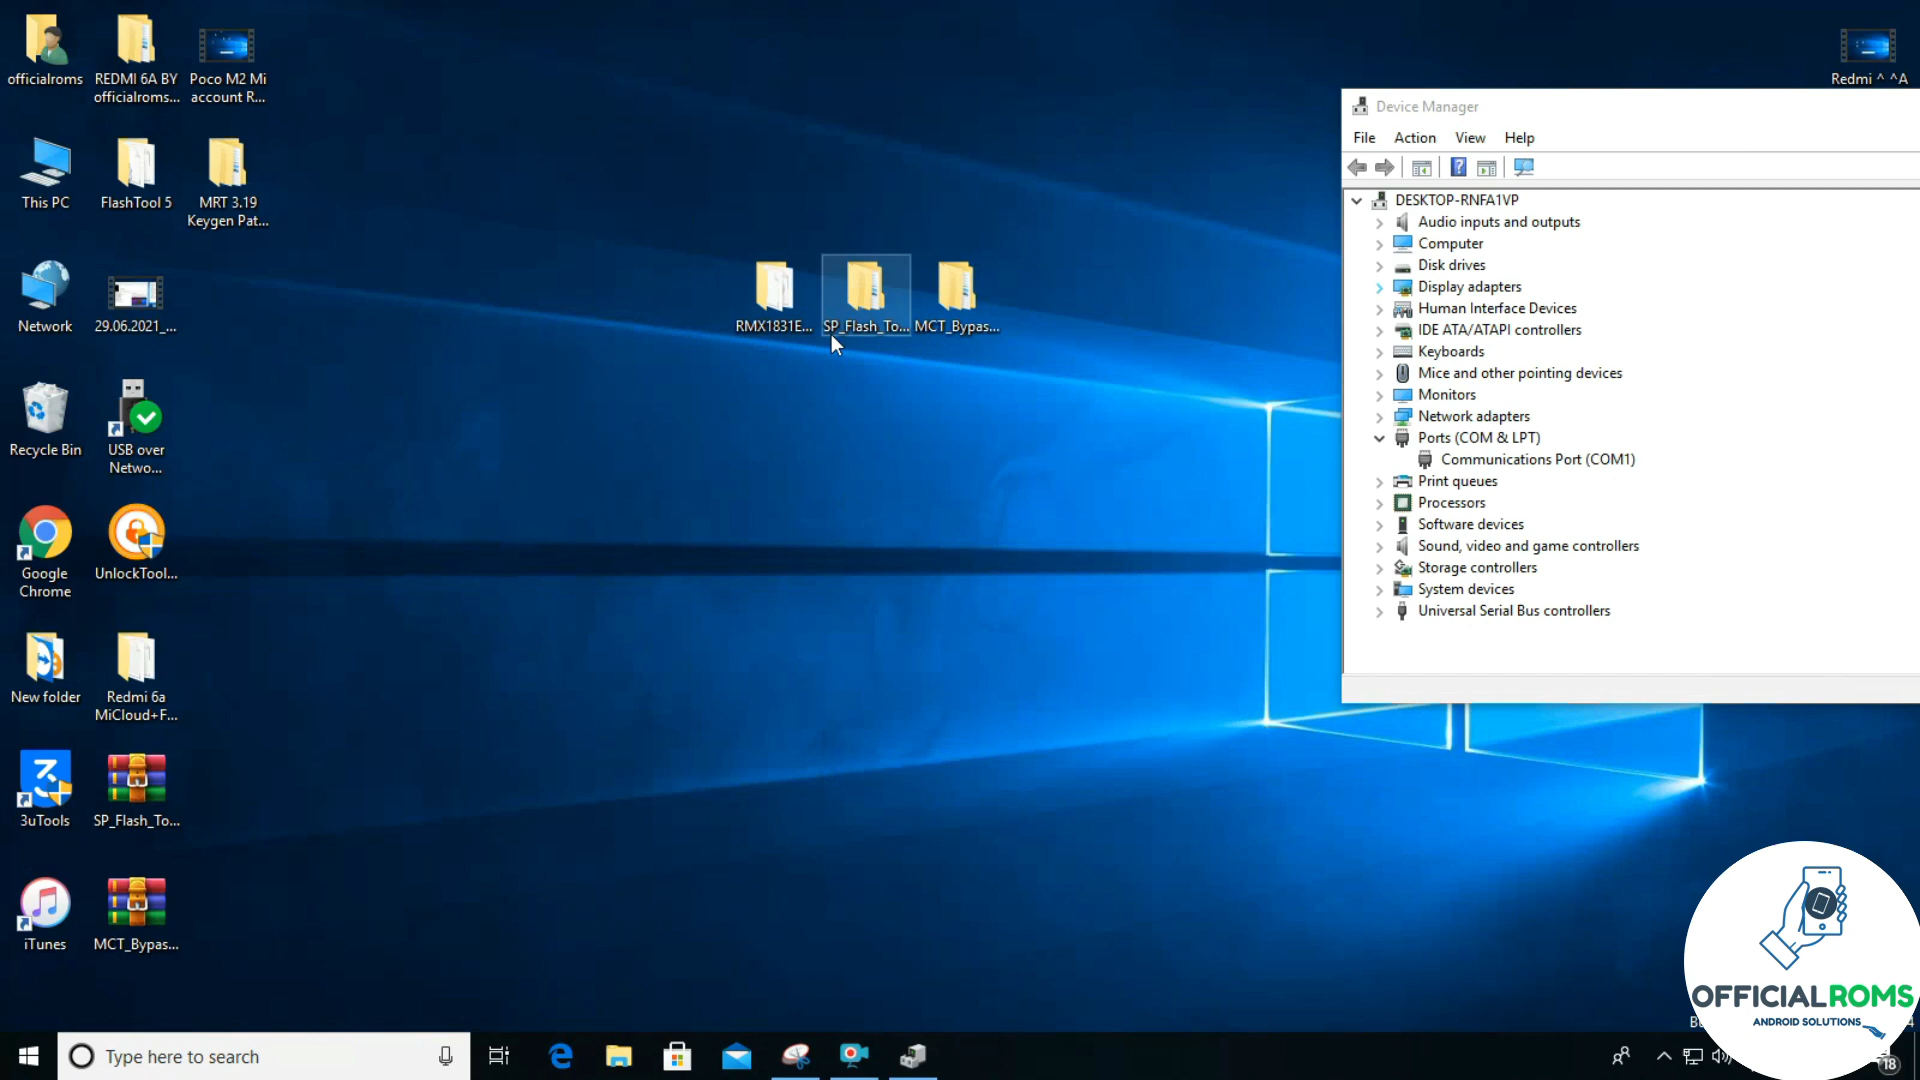 officialroms
REDMI 6A BY
officialroms...
Poco M2 Mi
account R...
This PC
FlashTool 5
MRT 3.19
Keygen Pat...
Network
29.06.2021_...
Recycle Bin
USB over
Netwo...
Google
Chrome
UnlockTool...
New folder
Redmi 6a
MiCloud+F...
3uTools
SP_Flash_To...
iTunes
MCT_Bypas...
RMX1831E...
SP_Flash_To...
MCT_Bypas...
Redmi ^ ^A
Device Manager
File Action View Help
DESKTOP-RNFA1VP
Audio inputs and outputs
Computer
Disk drives
Display adapters
Human Interface Devices
IDE ATA/ATAPI controllers
Keyboards
Mice and other pointing devices
Monitors
Network adapters
Ports (COM & LPT)
Communications Port (COM1)
Print queues
Processors
Software devices
Sound, video and game controllers
Storage controllers
System devices
Universal Serial Bus controllers
OFFICIALROMS
ANDROID SOLUTIONS
Type here to search
18